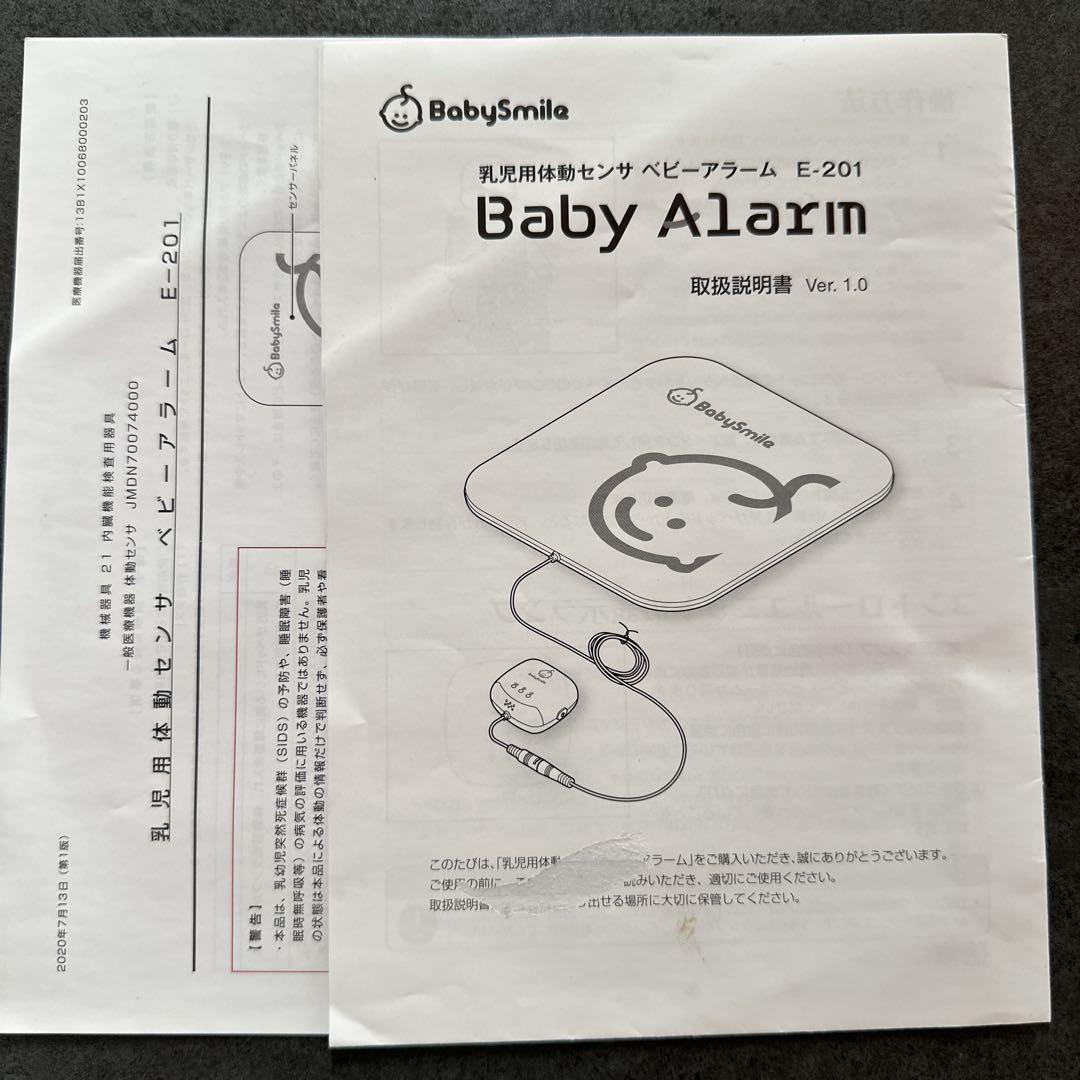 BabySmile
乳児用体動センサ ベビーアラーム E-201
Baby Alarm
取扱説明書 Ver. 1.0
BabySmile
BabySmile
このたびは、「乳児用体動 アラーム」をご購入いただき、誠にありがとうございます。
ご使用の前に 読みいただき、適切にご使用ください。
取扱説明書 出せる場所に大切に保管してください。
2020年7月13日(第1版)
医療機器届出番号:13B1X10068000203
機械器具 21 内臓機能検査用器具
一般医療機器 体動センサ JMDN70074000
乳児用体動センサ ベビーアラーム E-201
【警告】
・本品は、乳幼児突然死症候群(SIDS)の予防や、睡眠障害(睡
眠時無呼吸等)の病気の評価に用いる機器ではありません。乳児
の状態は本品による体動の情報だけで判断せず、必ず保護者や看
センサーパネル
BabySmile